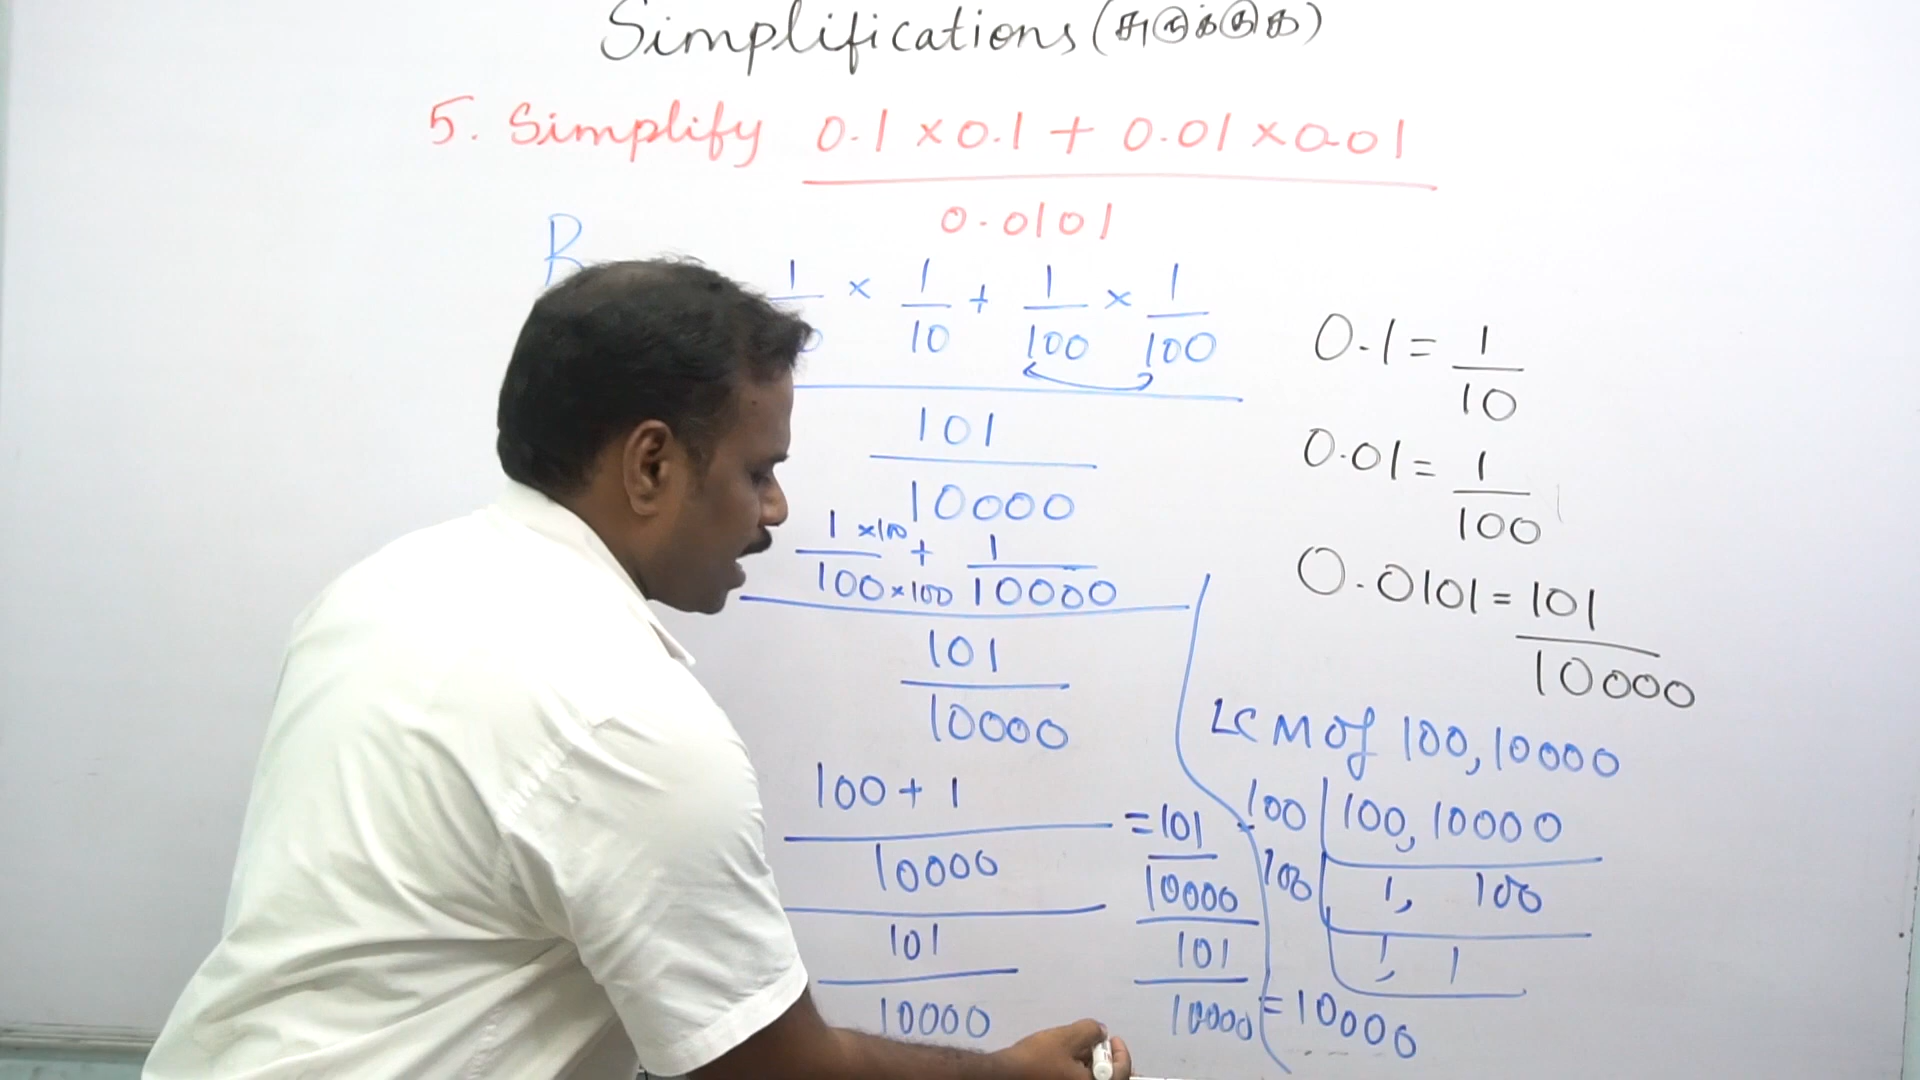 Simplifications (சுருக்குக)
5. Simplify 0.1 × 0.1 + 0.01 × 0.01
0.0101
R
1 × 1 + 1 × 1
10 100 100
101
10000
1 ×100 + 1
100 ×100 10000
101
10000
100 + 1
10000
101
10000
= 101
10000
101
10000
0.1 = 1
10
0.01 = 1
100
0.0101 = 101
10000
LCM of 100, 10000
100 100, 10000
100 1, 100
1, 1
= 10000